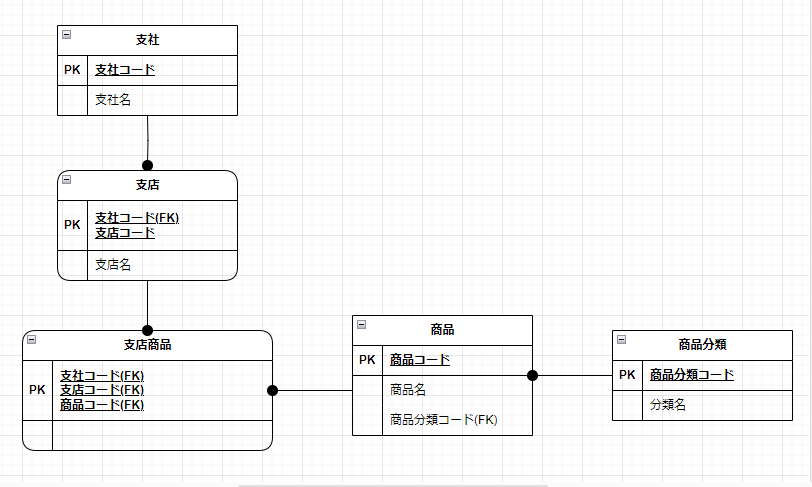 支社
PK 支社コード
支社名
支店
PK 支社コード(FK)
支店コード
支店名
支店商品
PK 支社コード(FK)
支店コード(FK)
商品コード(FK)
商品
PK 商品コード
商品名
商品分類コード(FK)
商品分類
PK 商品分類コード
分類名